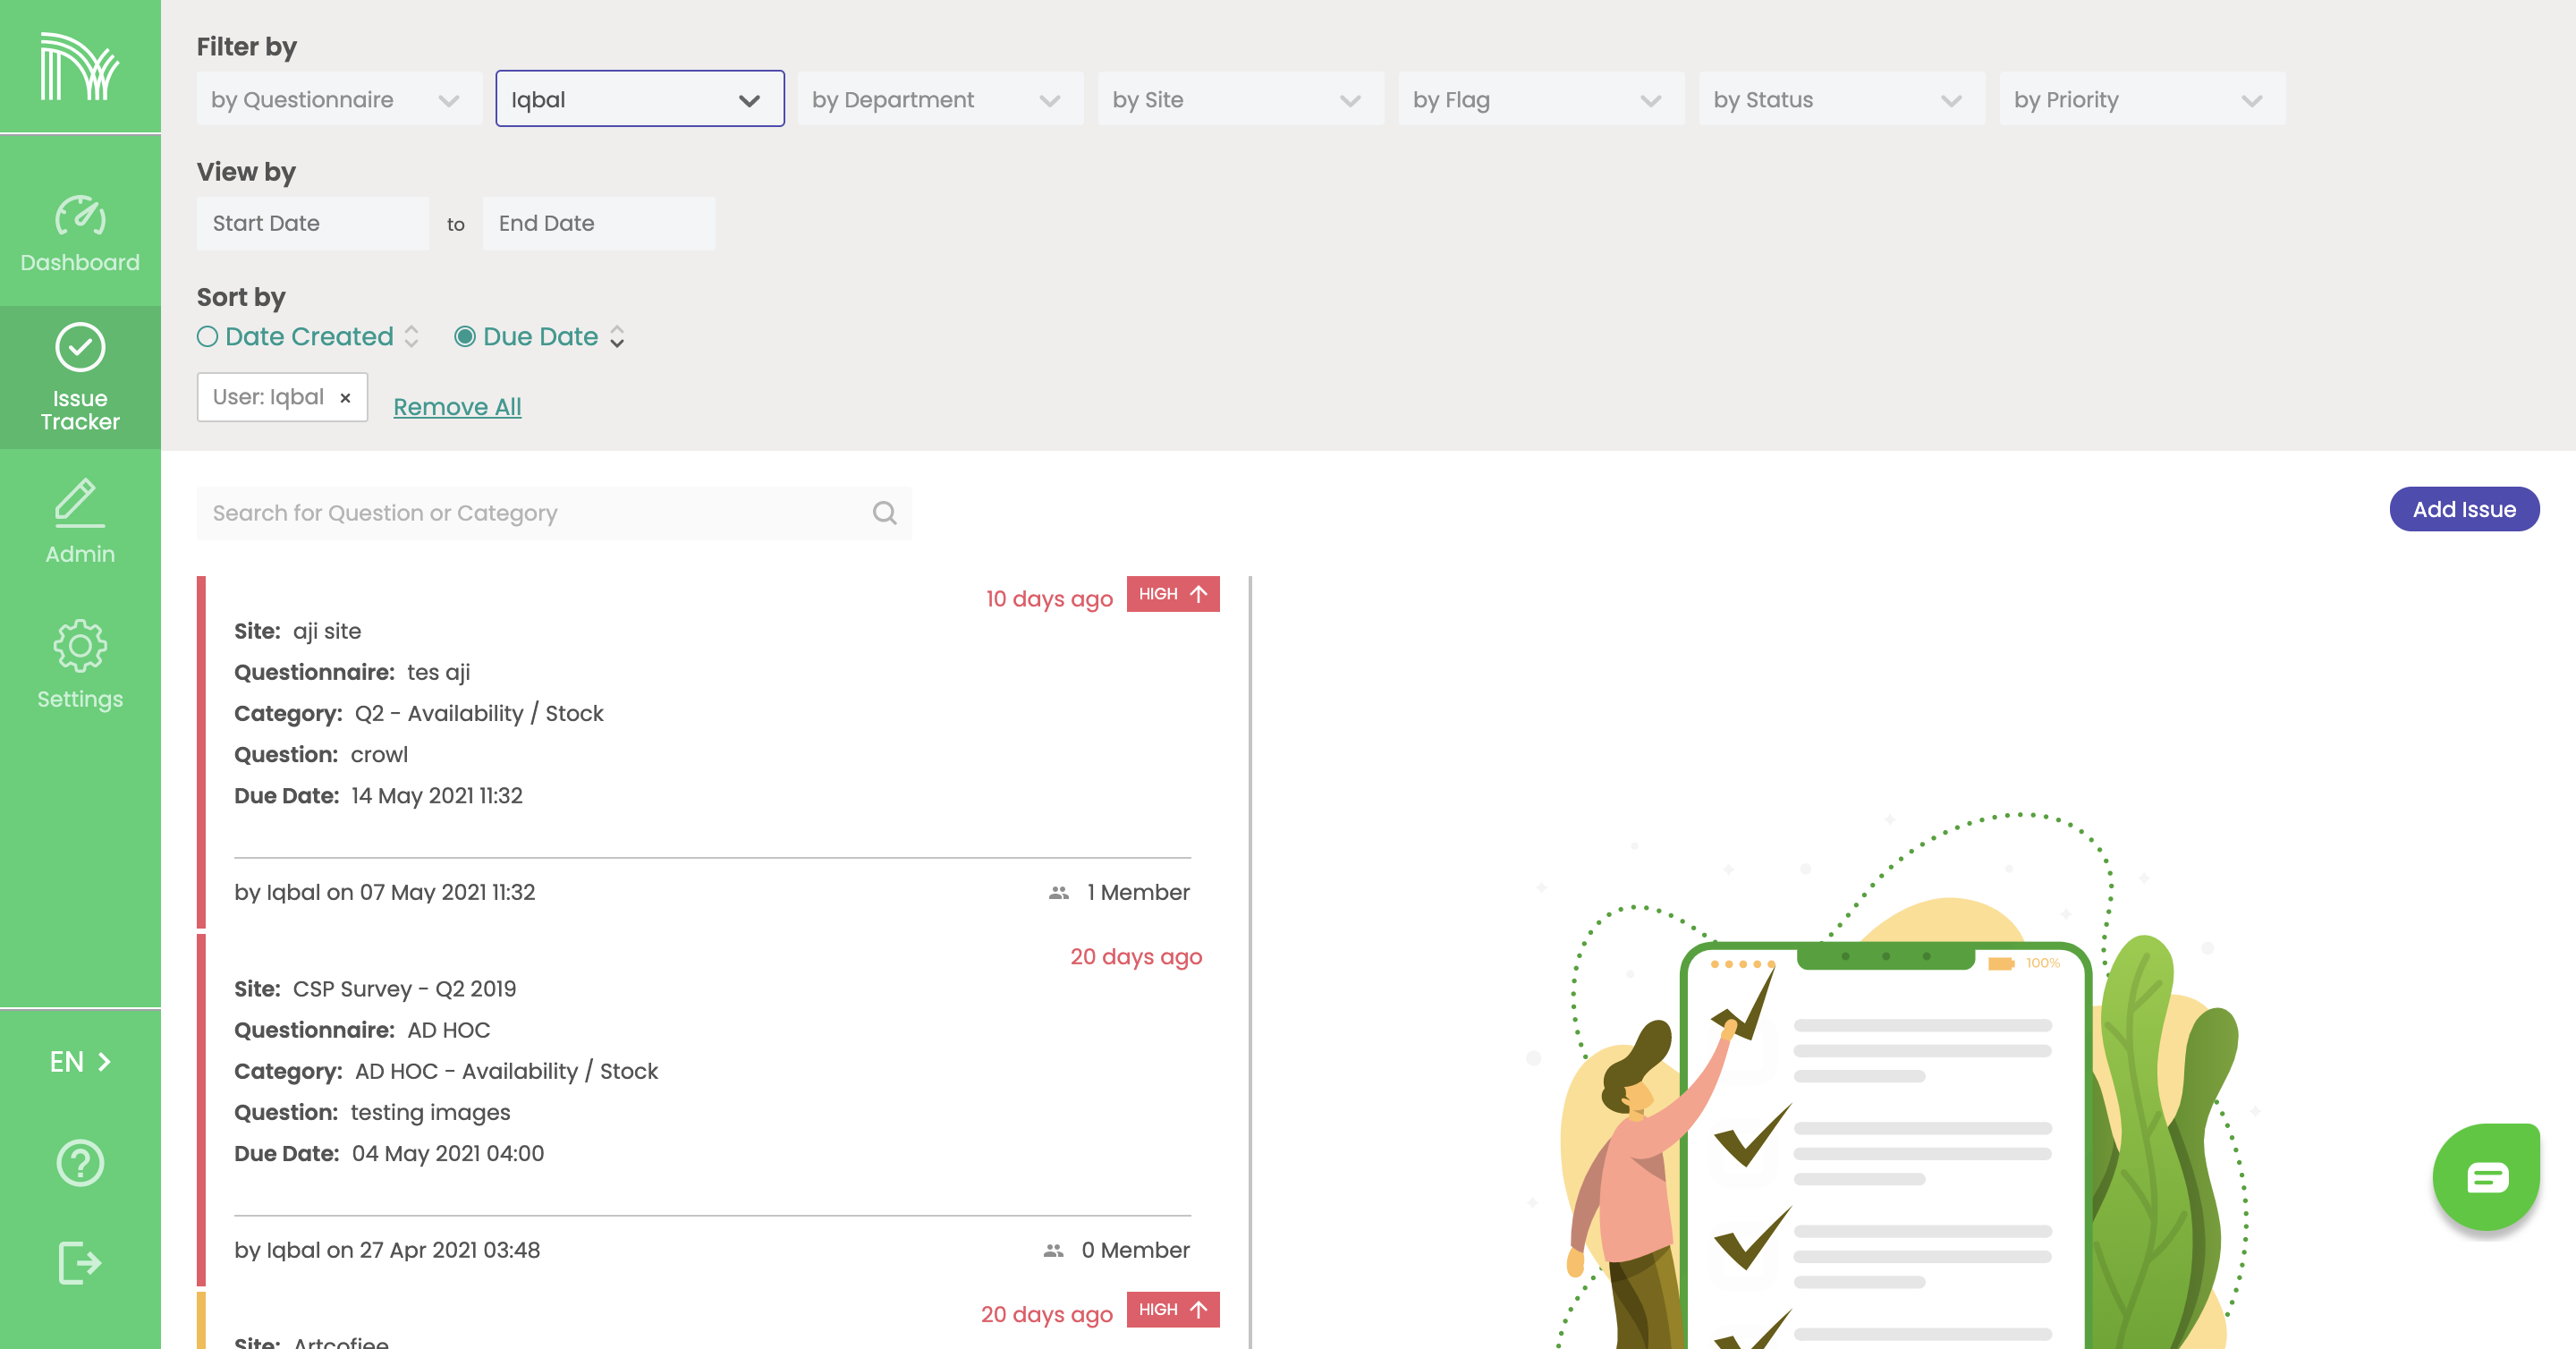 Filter by
by Questionnaire
Iqbal
by Department
by Site
by Flag
by Status
by Priority
View by
Start Date
to
End Date
Sort by
Date Created
Due Date
User: Iqbal ×
Remove All
Dashboard
Issue
Tracker
Admin
Settings
EN
Search for Question or Category
Add Issue
10 days ago
HIGH
Site: aji site
Questionnaire: tes aji
Category: Q2 - Availability / Stock
Question: crowl
Due Date: 14 May 2021 11:32
by Iqbal on 07 May 2021 11:32
1 Member
20 days ago
Site: CSP Survey - Q2 2019
Questionnaire: AD HOC
Category: AD HOC - Availability / Stock
Question: testing images
Due Date: 04 May 2021 04:00
by Iqbal on 27 Apr 2021 03:48
0 Member
20 days ago
HIGH
Site: Artcofiee
100%